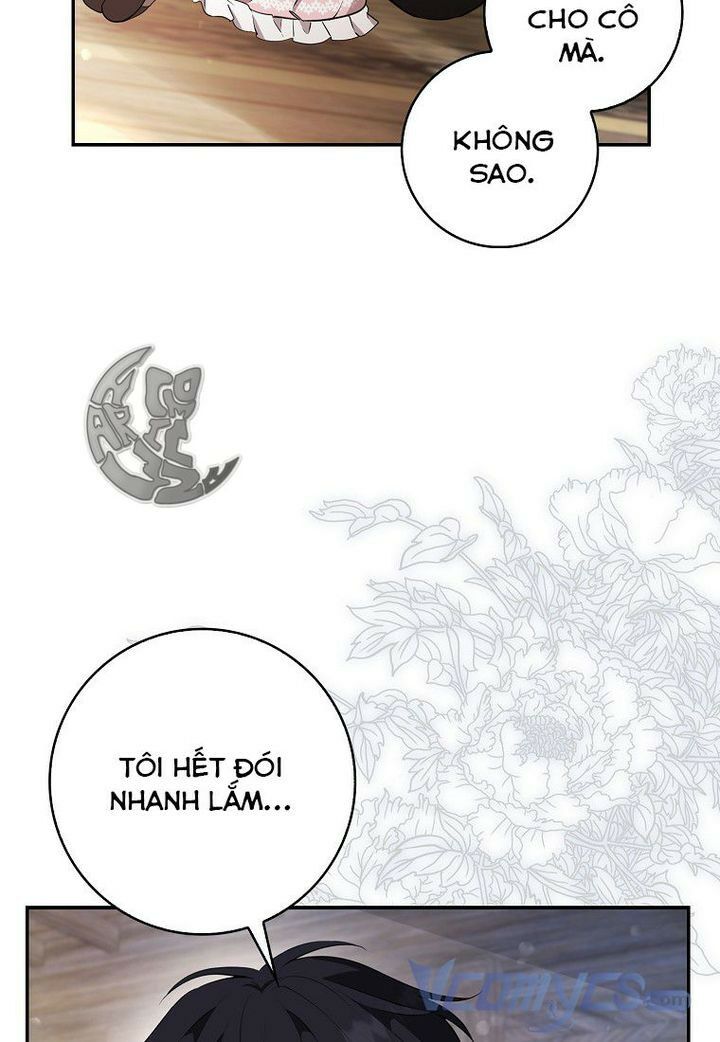 CHO CÔ
MÀ.
KHÔNG
SAO.
TÔI HẾT ĐÓI
NHANH LẮM...